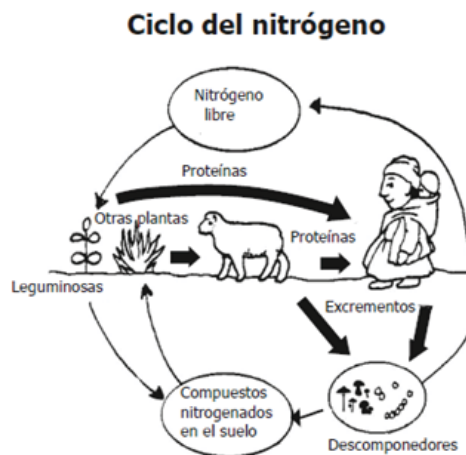 Ciclo del nitrógeno
Nitrógeno
libre
Proteínas
Otras plantas
Proteínas
Leguminosas
Excrementos
Compuestos
nitrogenados
en el suelo
Descomponedores